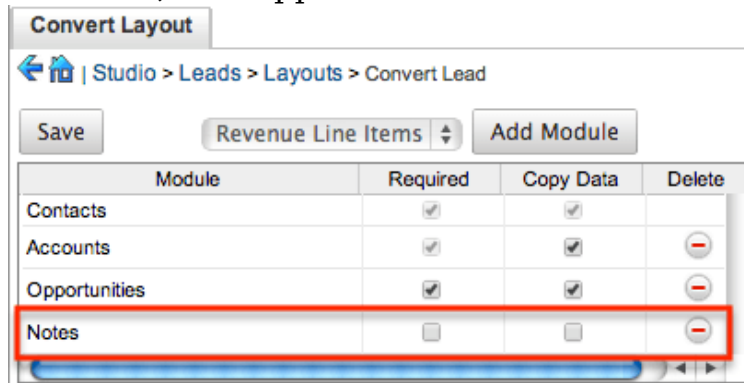 Convert Layout
| Studio > Leads > Layouts > Convert Lead
Save Revenue Line Items Add Module
Module Required Copy Data Delete
Contacts
Accounts
Opportunities
Notes